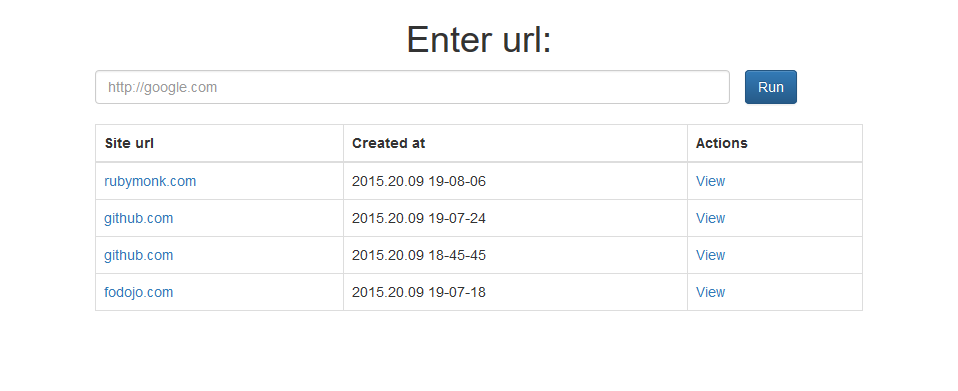 Enter url:
http://google.com Run
Site url Created at Actions
rubymonk.com 2015.20.09 19-08-06 View
github.com 2015.20.09 19-07-24 View
github.com 2015.20.09 18-45-45 View
fodojo.com 2015.20.09 19-07-18 View